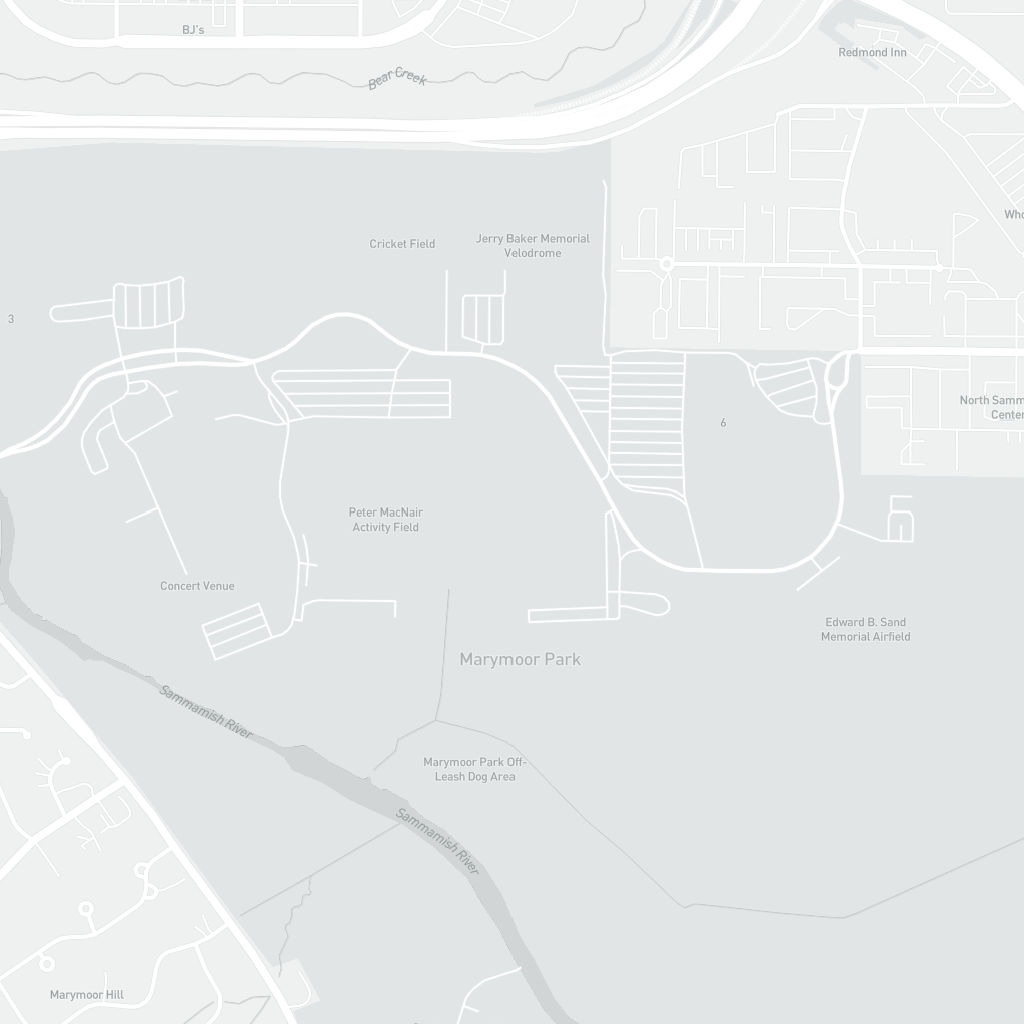 BJ's
Redmond Inn
Bear Creek
Who
Cricket Field
Jerry Baker Memorial
Velodrome
3
North Samm
Center
6
Peter MacNair
Activity Field
Concert Venue
Edward B. Sand
Memorial Airfield
Marymoor Park
Sammamish River
Marymoor Park Off-
Leash Dog Area
Sammamish River
Marymoor Hill